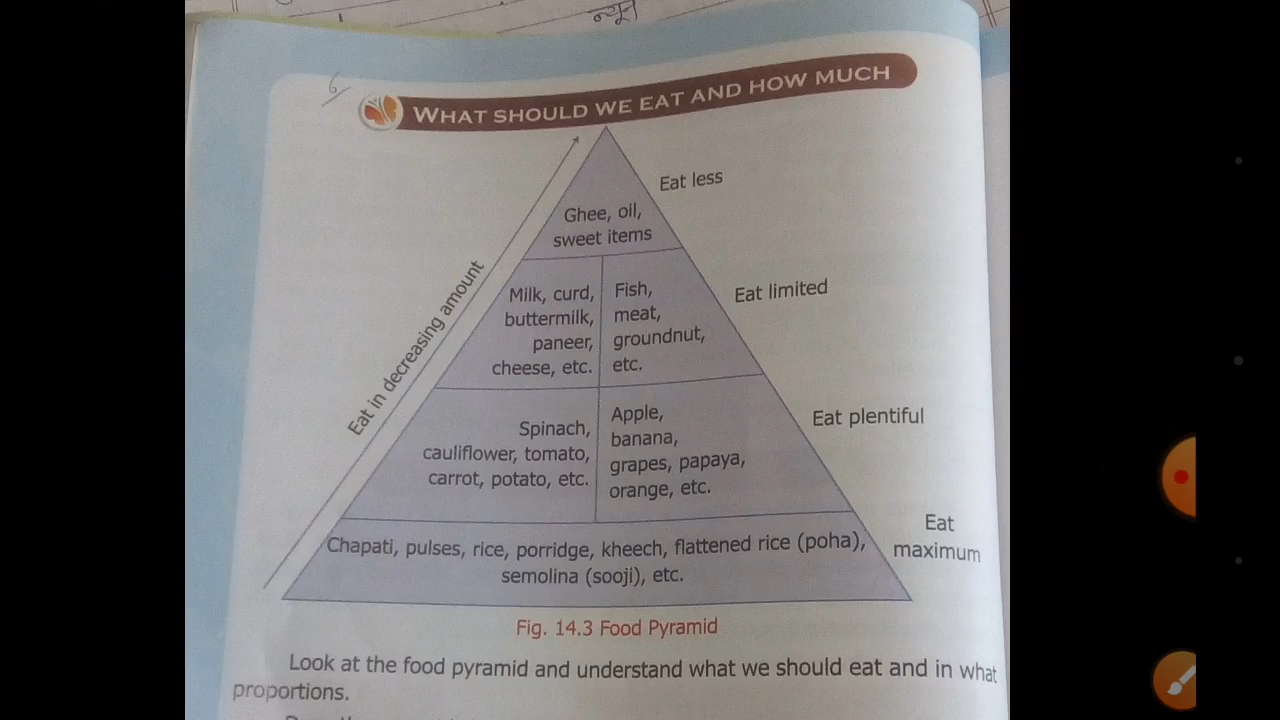 न्यून
6
WHAT SHOULD WE EAT AND HOW MUCH
Eat less
Ghee, oil,
sweet items
Eat in decreasing amount
Milk, curd,
buttermilk,
paneer,
cheese, etc.
Fish,
meat,
groundnut,
etc.
Eat limited
Spinach,
cauliflower, tomato,
carrot, potato, etc.
Apple,
banana,
grapes, papaya,
orange, etc.
Eat plentiful
Chapati, pulses, rice, porridge, kheech, flattened rice (poha),
semolina (sooji), etc.
Eat
maximum
Fig. 14.3 Food Pyramid
Look at the food pyramid and understand what we should eat and in what
proportions.